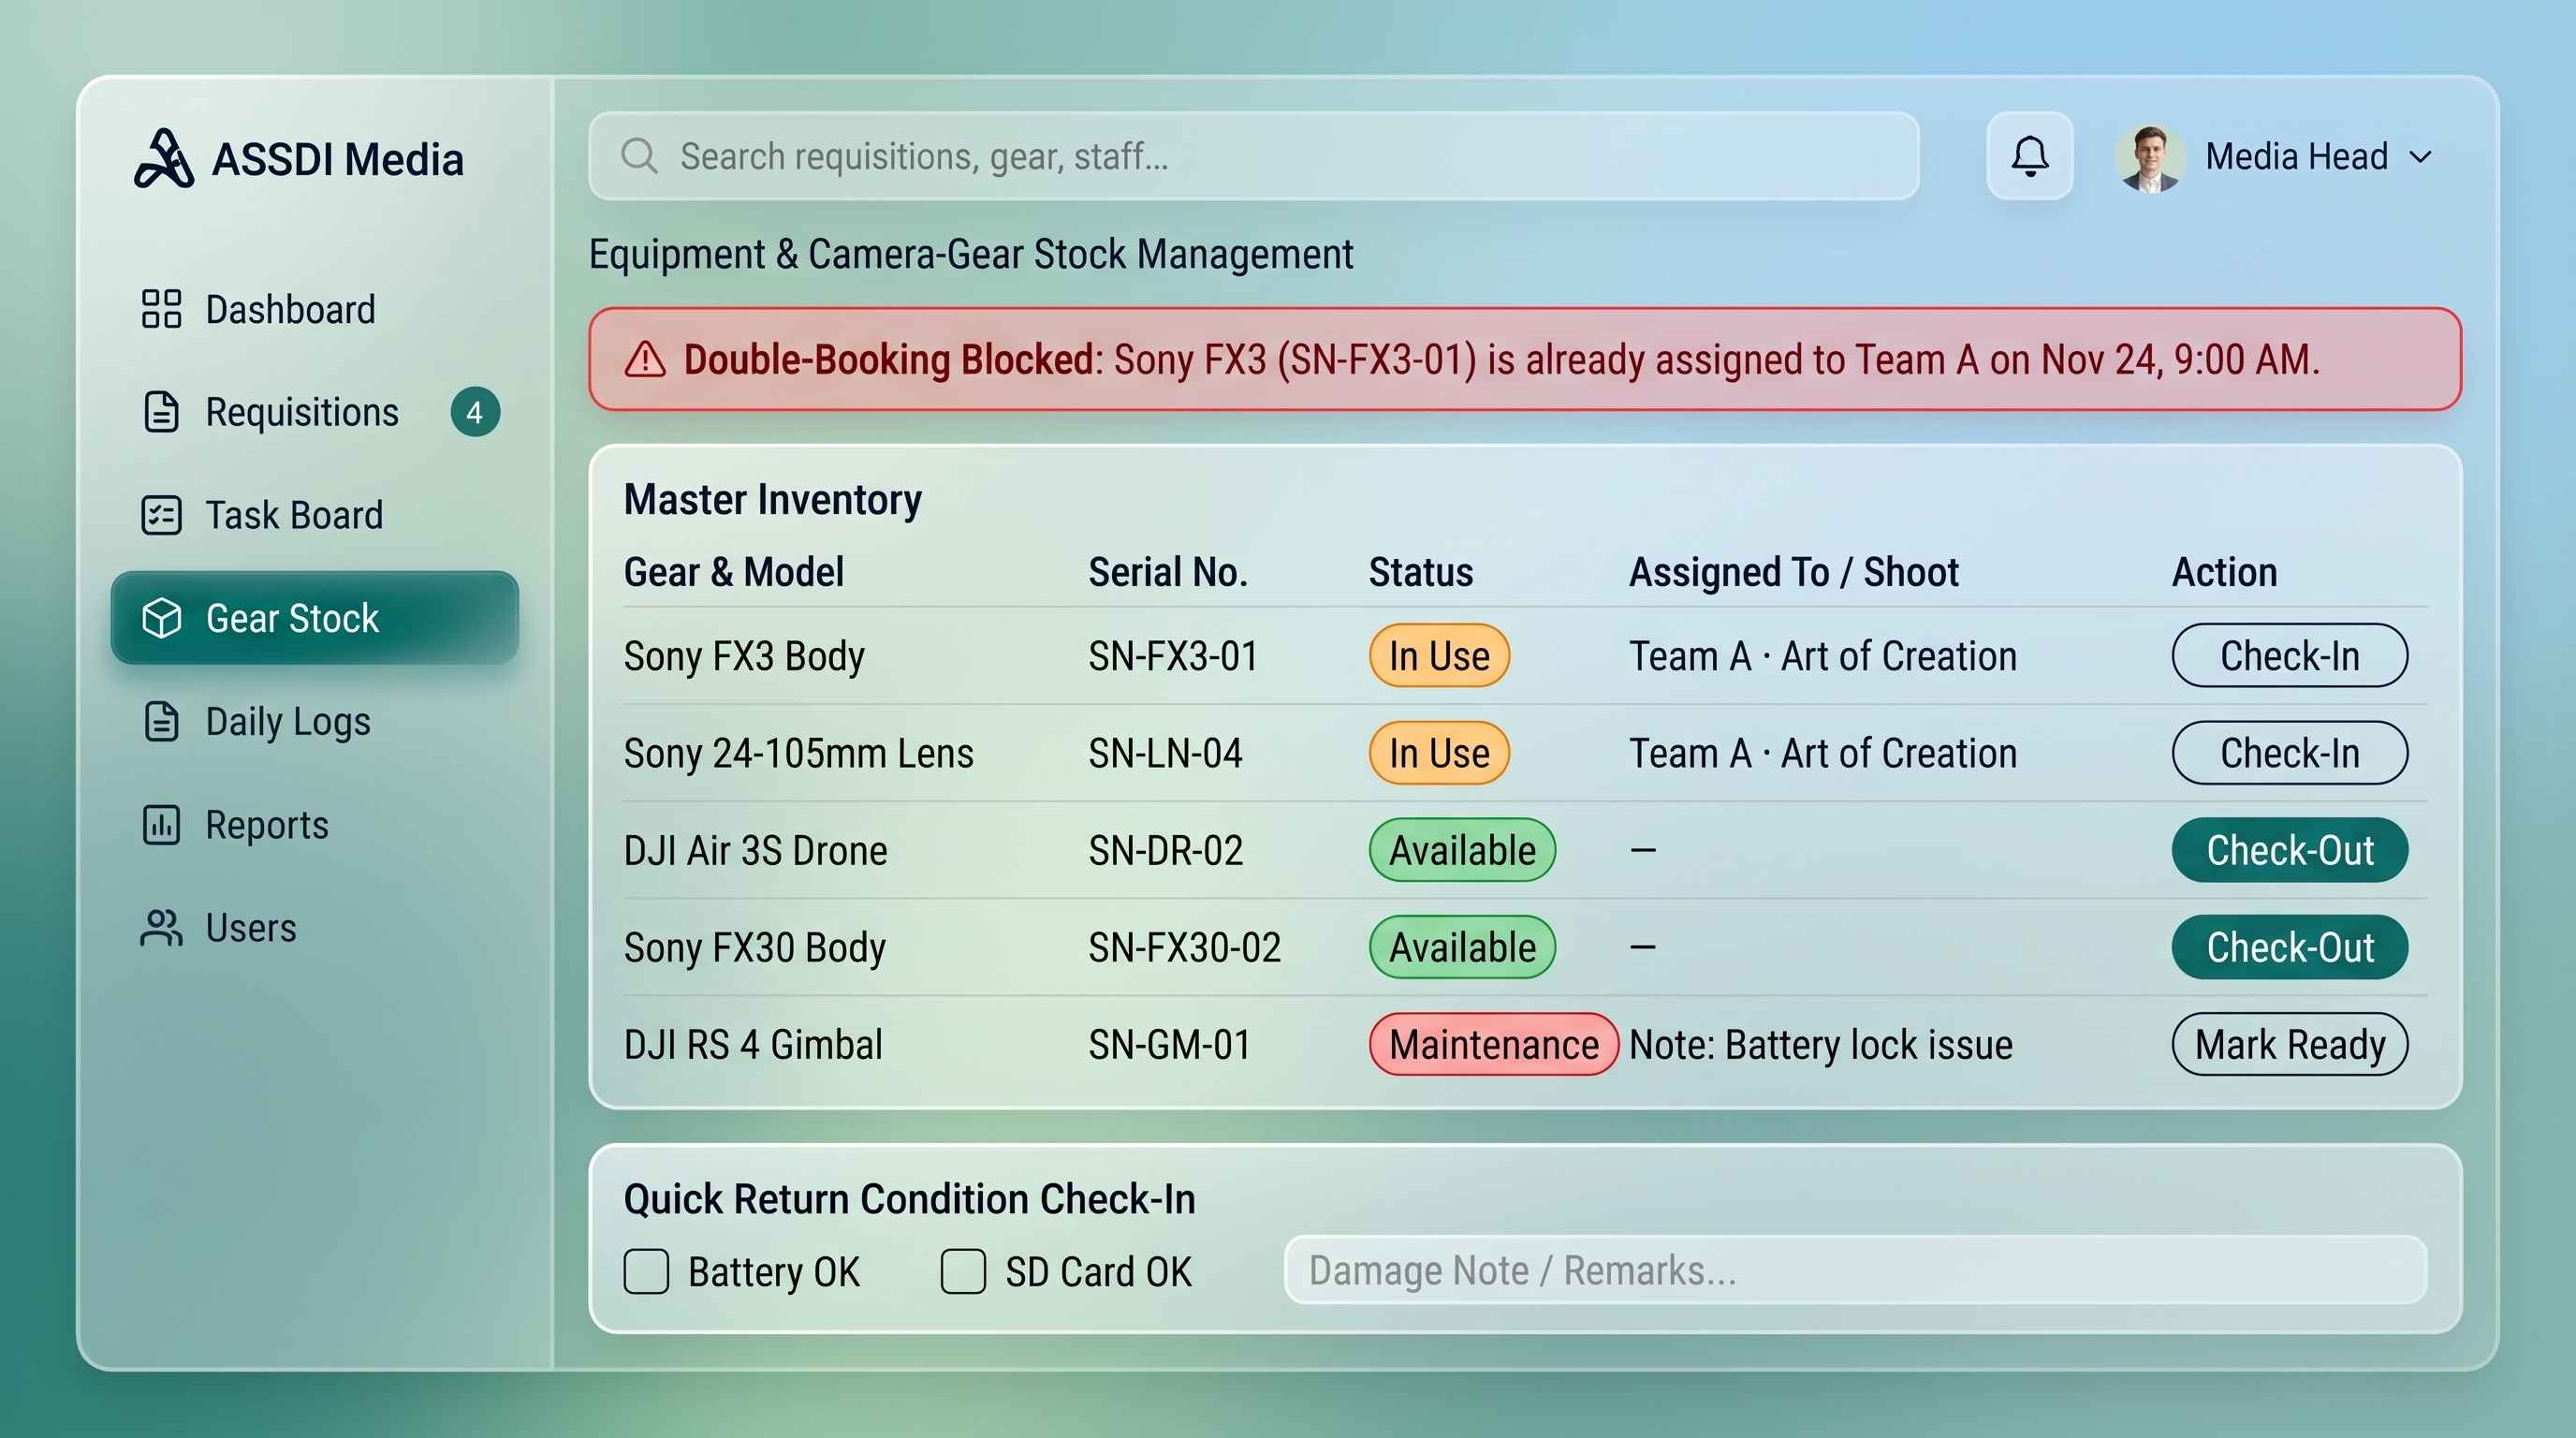 ASSDI Media
Dashboard
Requisitions 4
Task Board
Gear Stock
Daily Logs
Reports
Users
Search requisitions, gear, staff...
Media Head
Equipment & Camera-Gear Stock Management
Double-Booking Blocked: Sony FX3 (SN-FX3-01) is already assigned to Team A on Nov 24, 9:00 AM.
Master Inventory
Gear & Model Serial No. Status Assigned To / Shoot Action
Sony FX3 Body SN-FX3-01 In Use Team A · Art of Creation Check-In
Sony 24-105mm Lens SN-LN-04 In Use Team A · Art of Creation Check-In
DJI Air 3S Drone SN-DR-02 Available – Check-Out
Sony FX30 Body SN-FX30-02 Available – Check-Out
DJI RS 4 Gimbal SN-GM-01 Maintenance Note: Battery lock issue Mark Ready
Quick Return Condition Check-In
Battery OK SD Card OK Damage Note / Remarks...